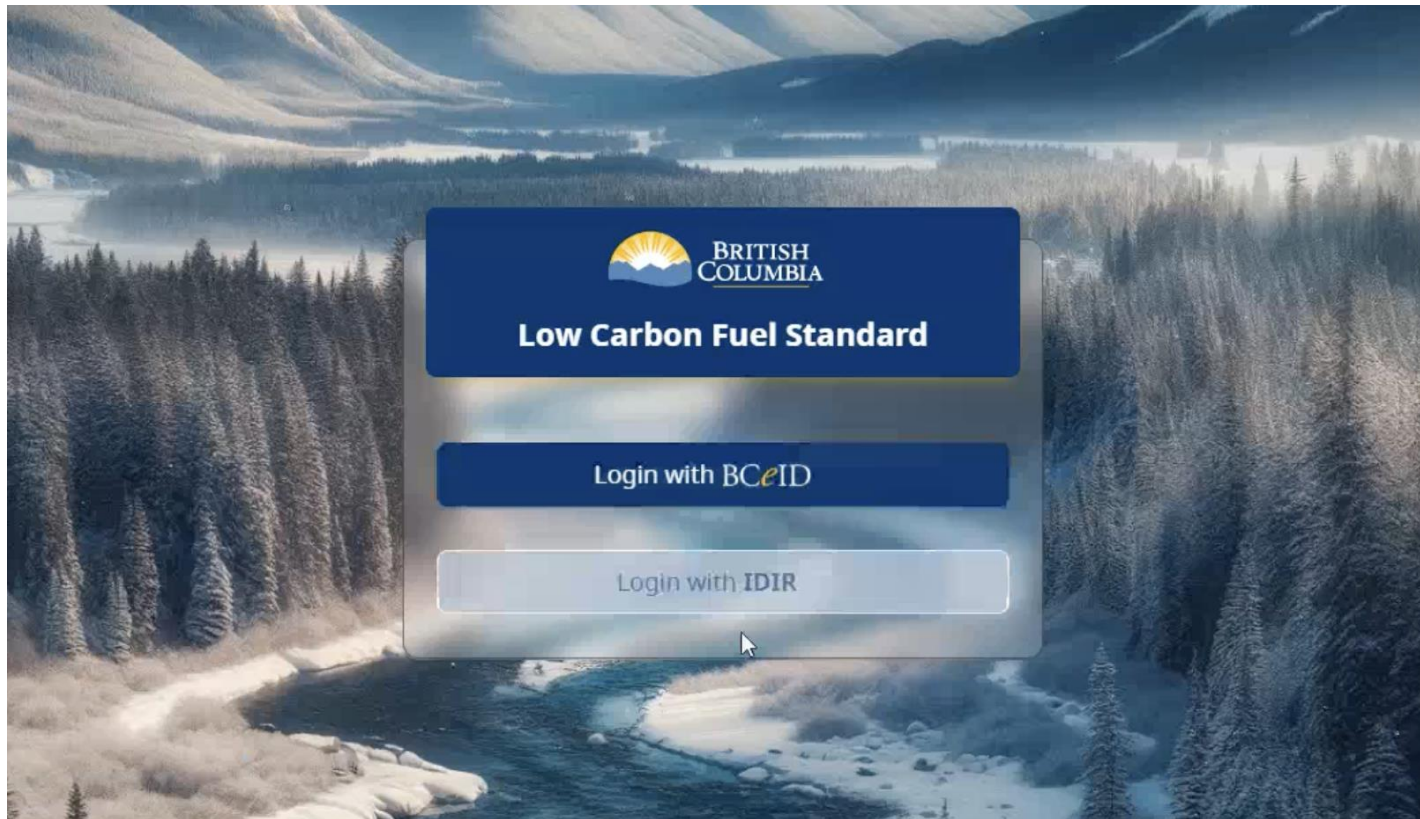 BRITISH
COLUMBIA
Low Carbon Fuel Standard
Login with BCeID
Login with IDIR